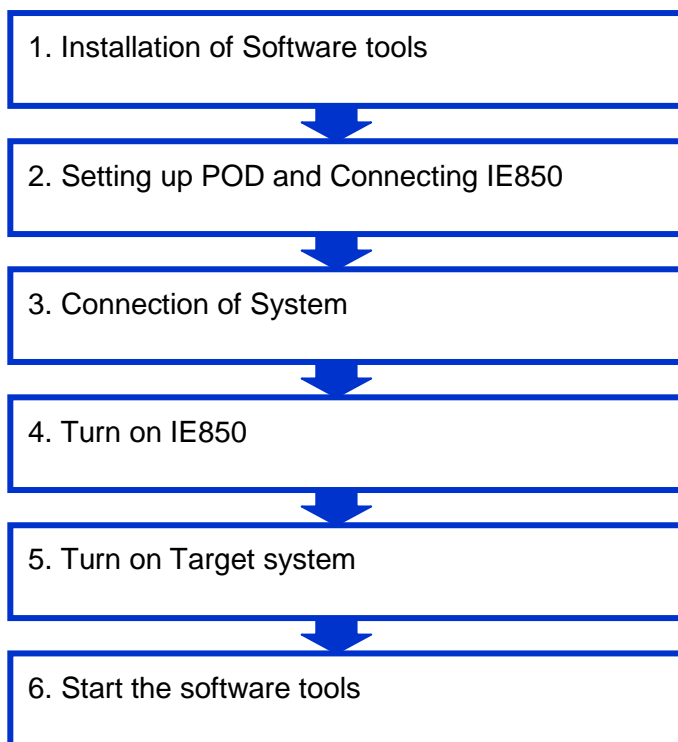 1. Installation of Software tools
2. Setting up POD and Connecting IE850
3. Connection of System
4. Turn on IE850
5. Turn on Target system
6. Start the software tools